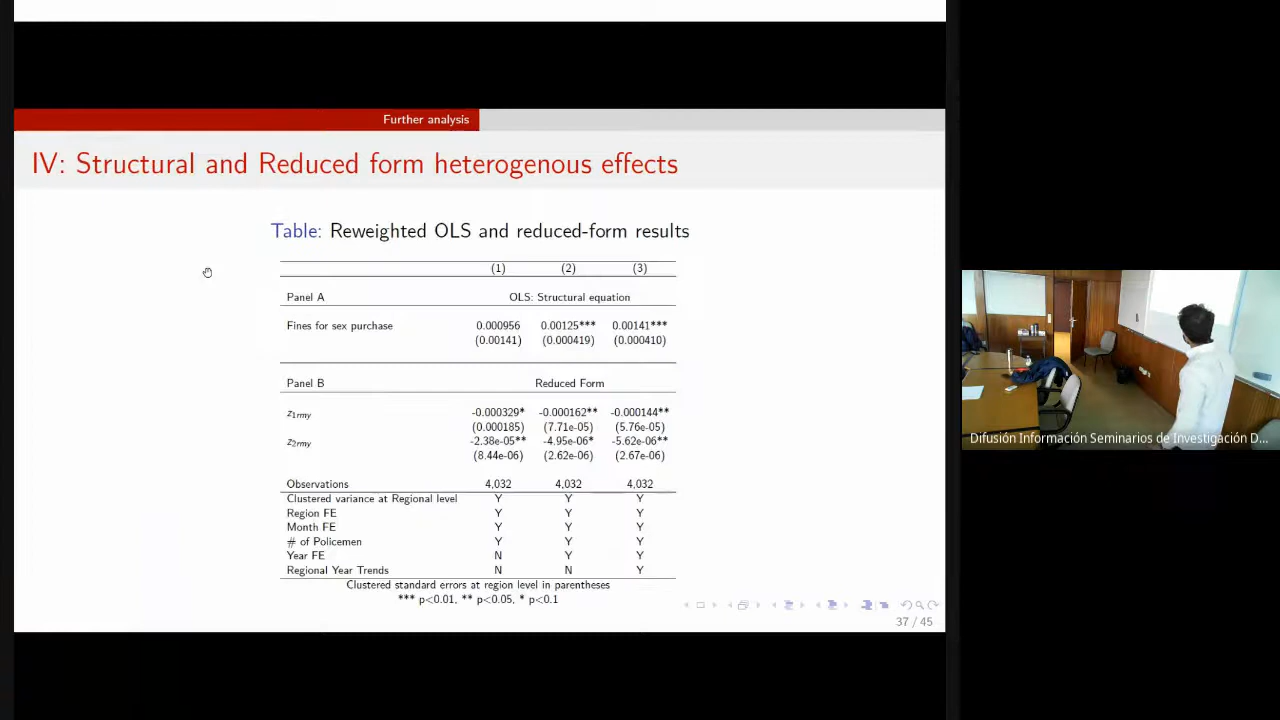 Further analysis
IV: Structural and Reduced form heterogenous effects
Table: Reweighted OLS and reduced-form results
(1) (2) (3)
Panel A OLS: Structural equation
Fines for sex purchase 0.000956 0.00125*** 0.00141***
(0.00141) (0.000419) (0.000410)
Panel B Reduced Form
z1rmy -0.000329* -0.000162** -0.000144**
(0.000185) (7.71e-05) (5.76e-05)
z2rmy -2.38e-05** -4.95e-06* -5.62e-06**
(8.44e-06) (2.62e-06) (2.67e-06)
Observations 4,032 4,032 4,032
Clustered variance at Regional level Y Y Y
Region FE Y Y Y
Month FE Y Y Y
# of Policemen Y Y Y
Year FE N Y Y
Regional Year Trends N N Y
Clustered standard errors at region level in parentheses
*** p<0.01, ** p<0.05, * p<0.1
37 / 45
Difusión Información Seminarios de Investigación D...